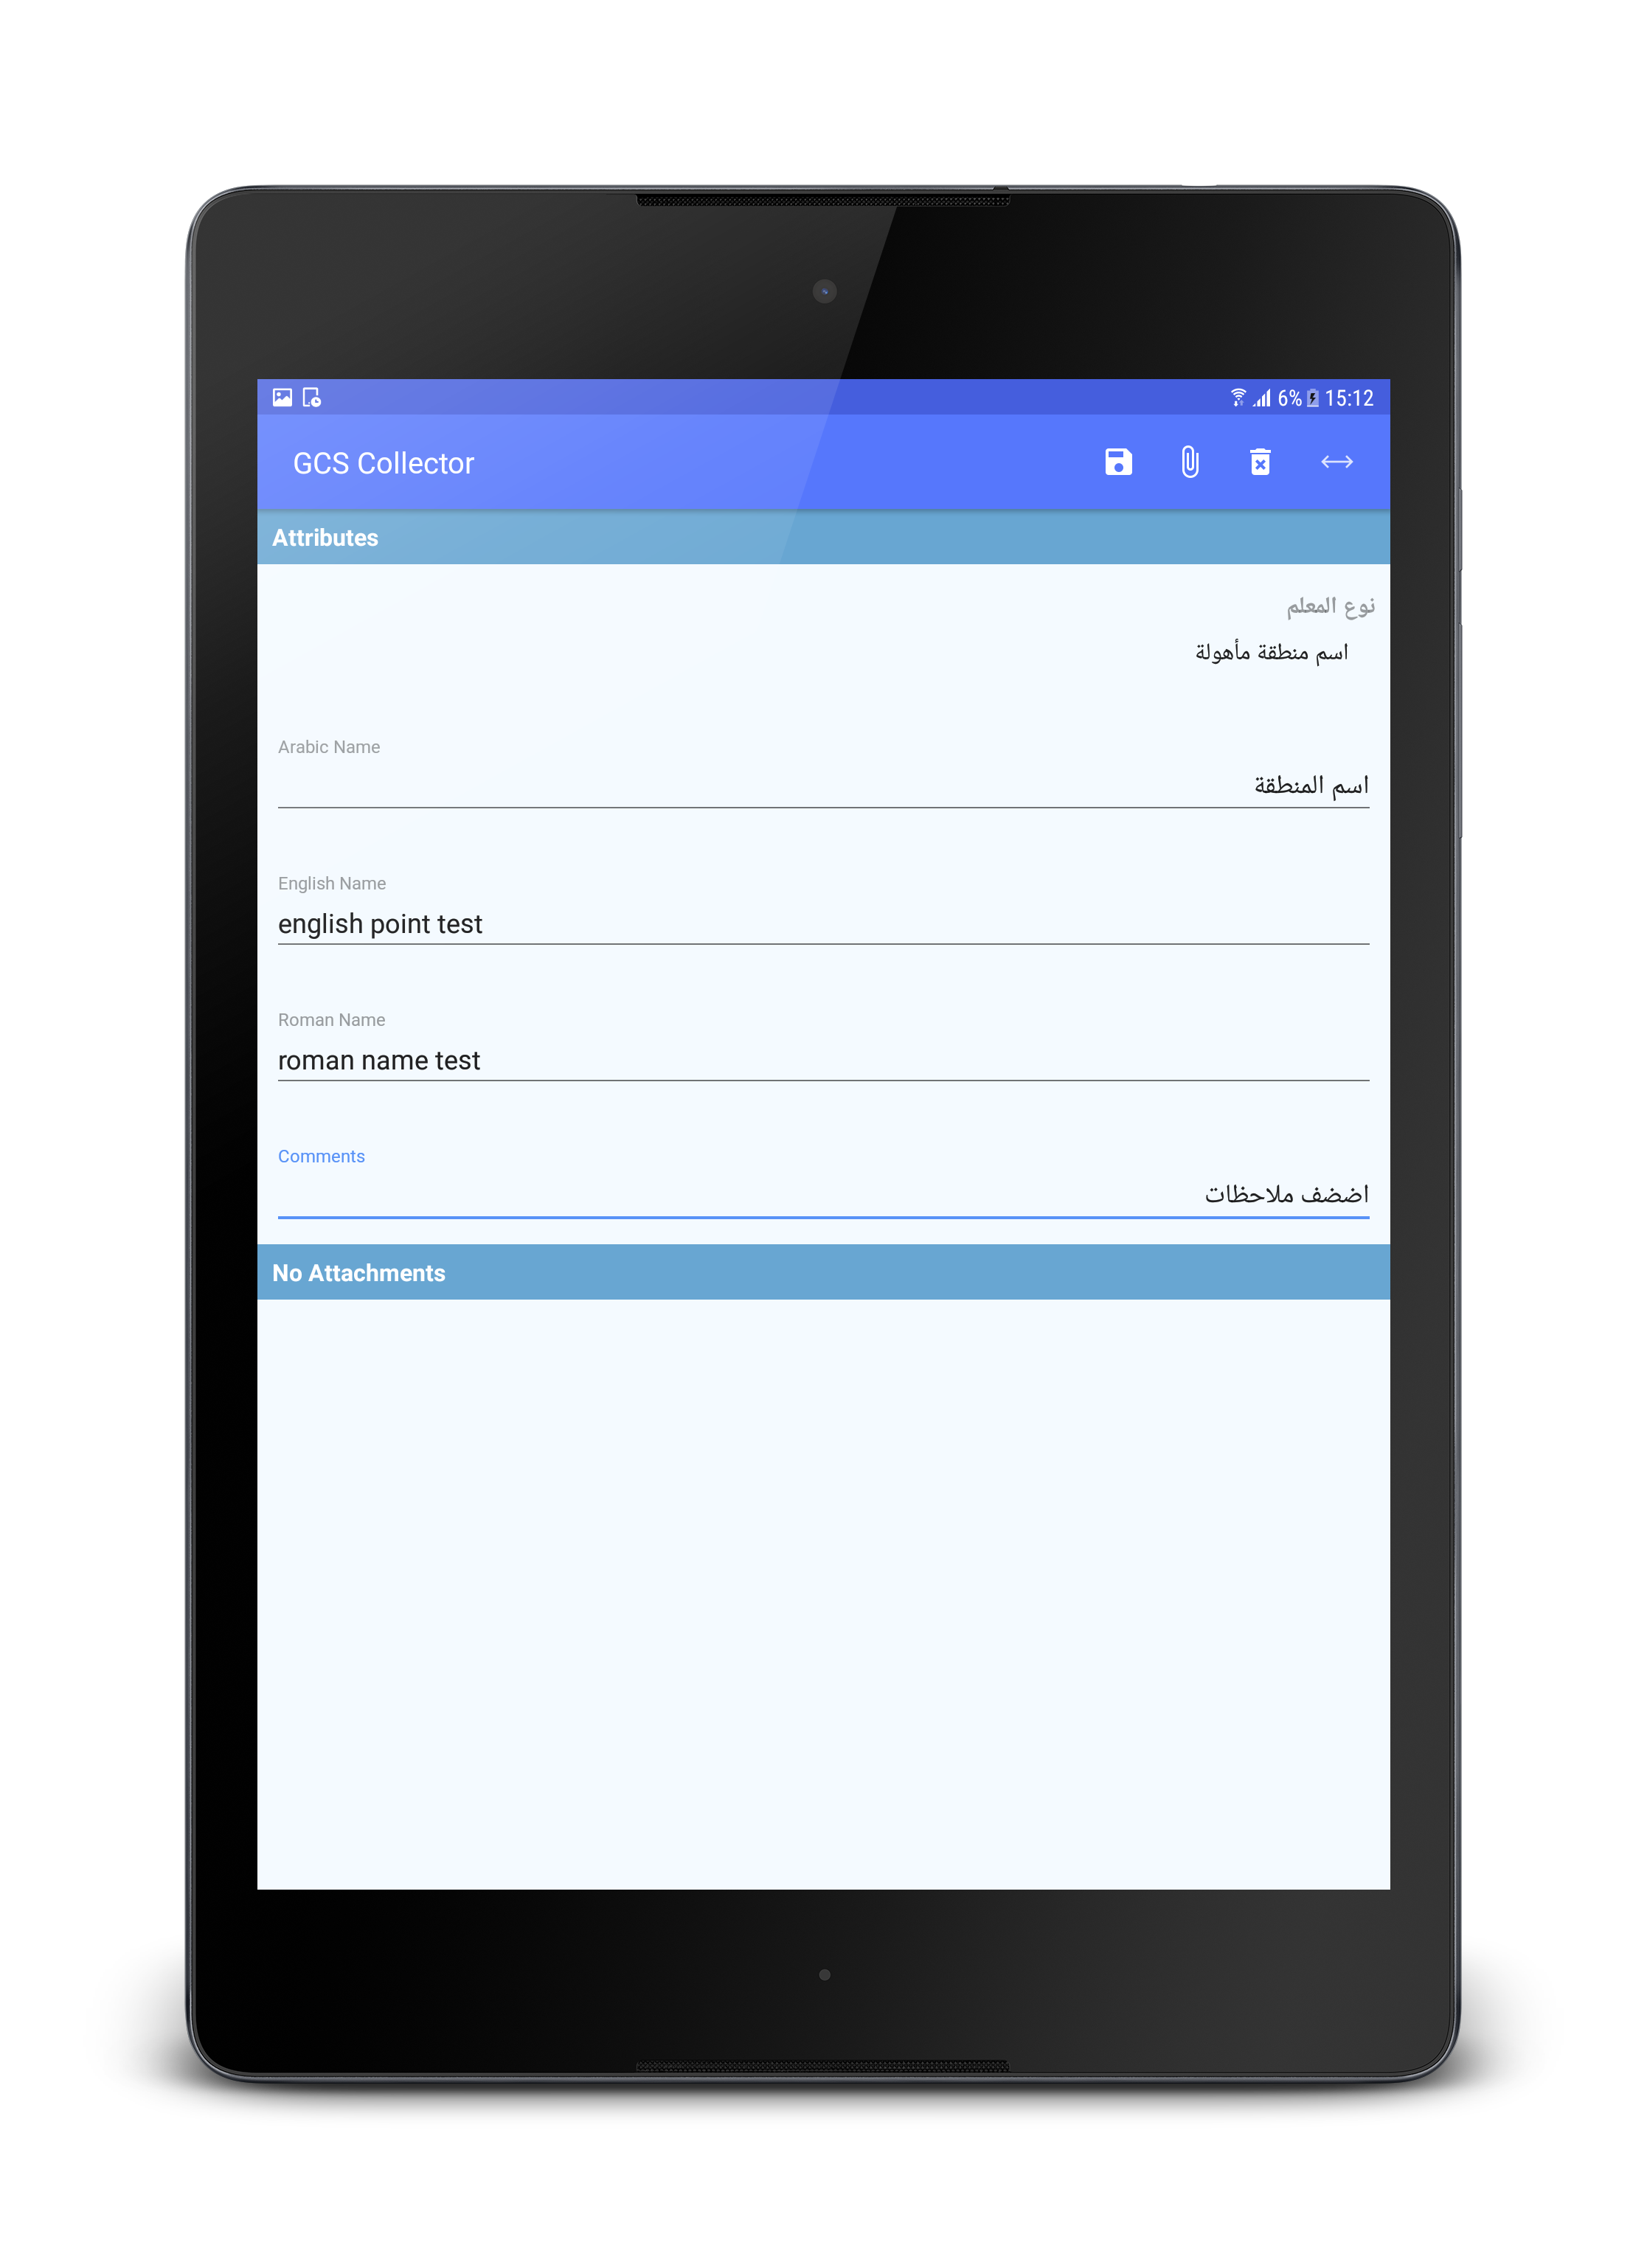 6% 15:12
GCS Collector
Attributes
نوع المعلم
اسم منطقة مأهولة
Arabic Name
اسم المنطقة
English Name
english point test
Roman Name
roman name test
Comments
اضضف ملاحظات
No Attachments